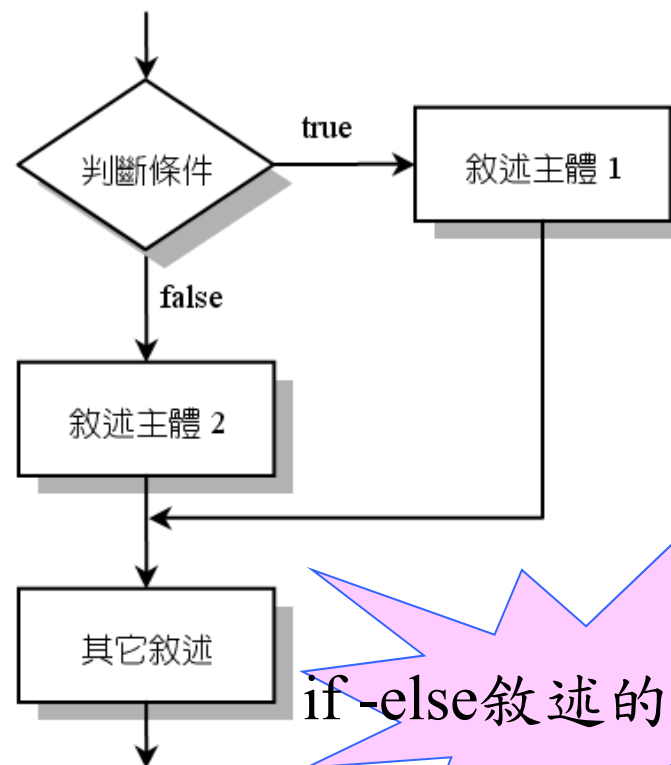 true
判斷條件
敘述主體 1
false
敘述主體 2
其它敘述
if -else敘述的